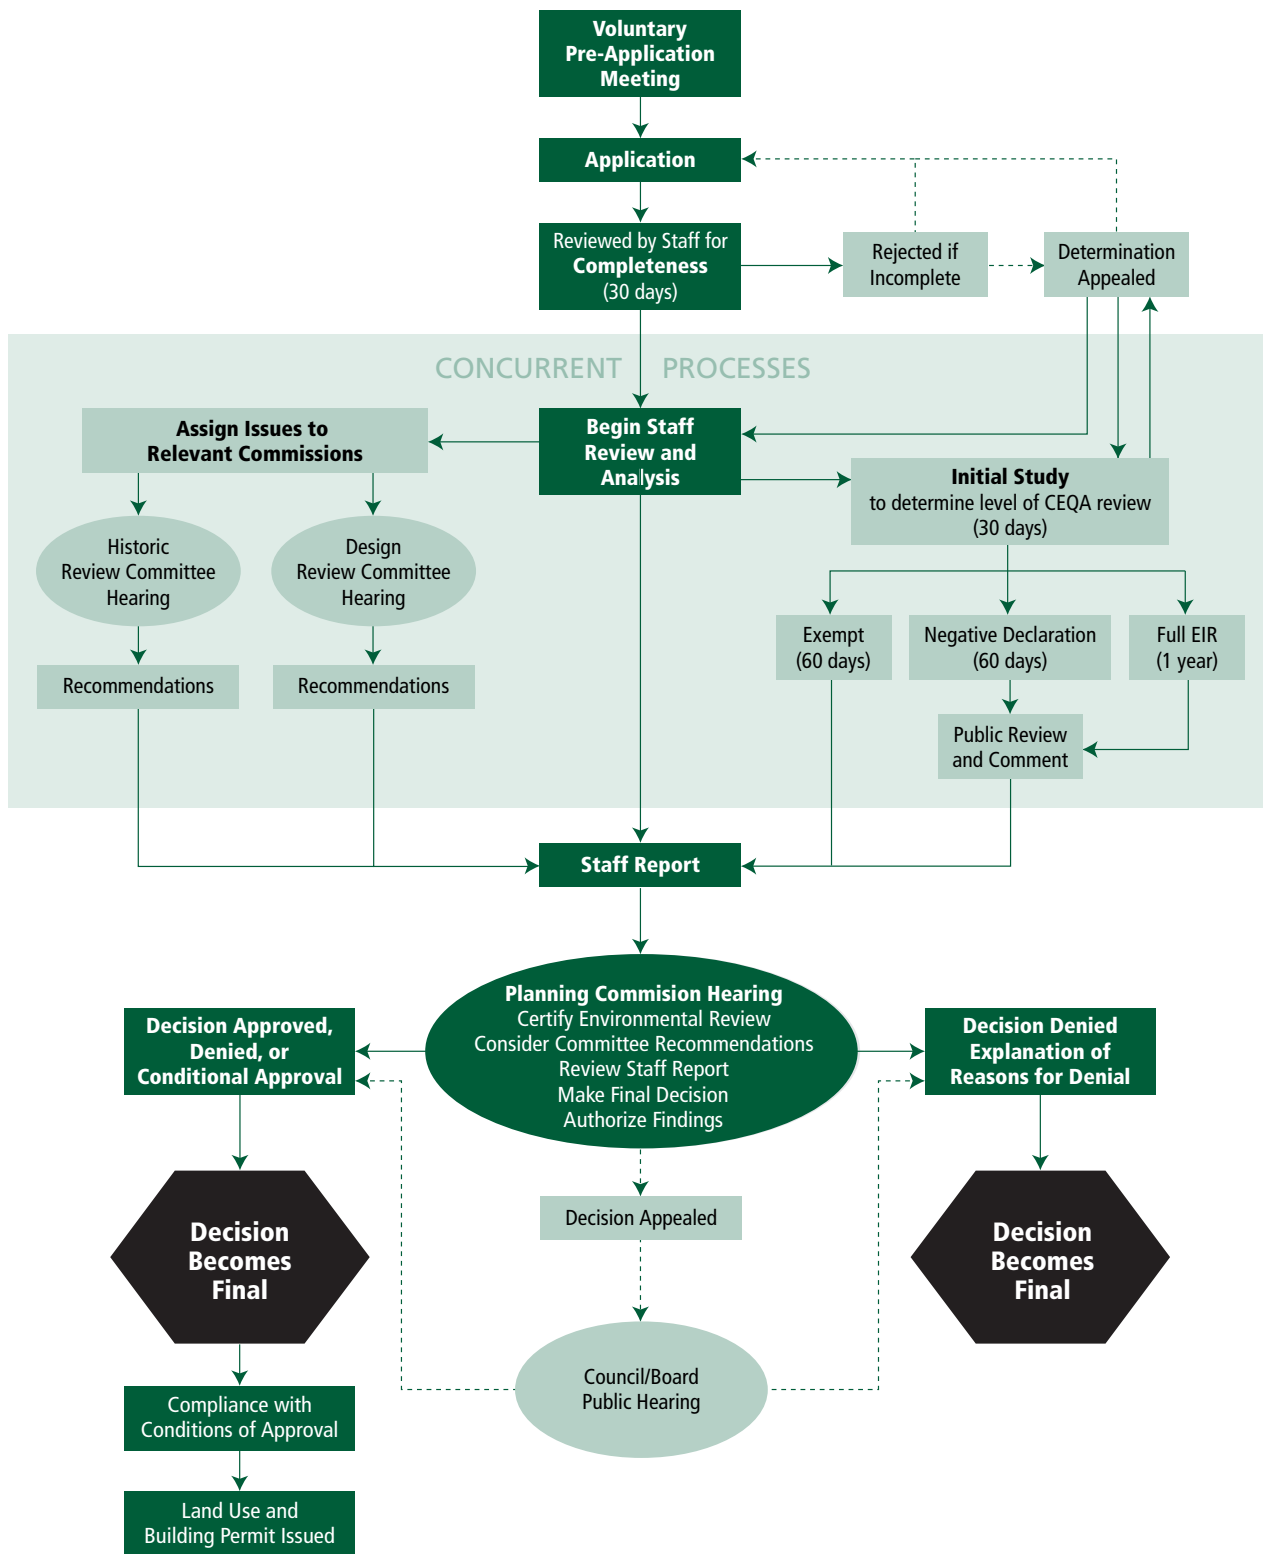 Voluntary
Pre-Application
Meeting
Application
Reviewed by Staff for
Completeness
(30 days)
Rejected if
Incomplete
Determination
Appealed
CONCURRENT PROCESSES
Assign Issues to
Relevant Commissions
Begin Staff
Review and
Analysis
Initial Study
to determine level of CEQA review
(30 days)
Historic
Review Committee
Hearing
Design
Review Committee
Hearing
Exempt
(60 days)
Negative Declaration
(60 days)
Full EIR
(1 year)
Recommendations
Recommendations
Public Review
and Comment
Staff Report
Planning Commision Hearing
Certify Environmental Review
Consider Committee Recommendations
Review Staff Report
Make Final Decision
Authorize Findings
Decision Approved,
Denied, or
Conditional Approval
Decision Denied
Explanation of
Reasons for Denial
Decision Appealed
Decision
Becomes
Final
Decision
Becomes
Final
Council/Board
Public Hearing
Compliance with
Conditions of Approval
Land Use and
Building Permit Issued